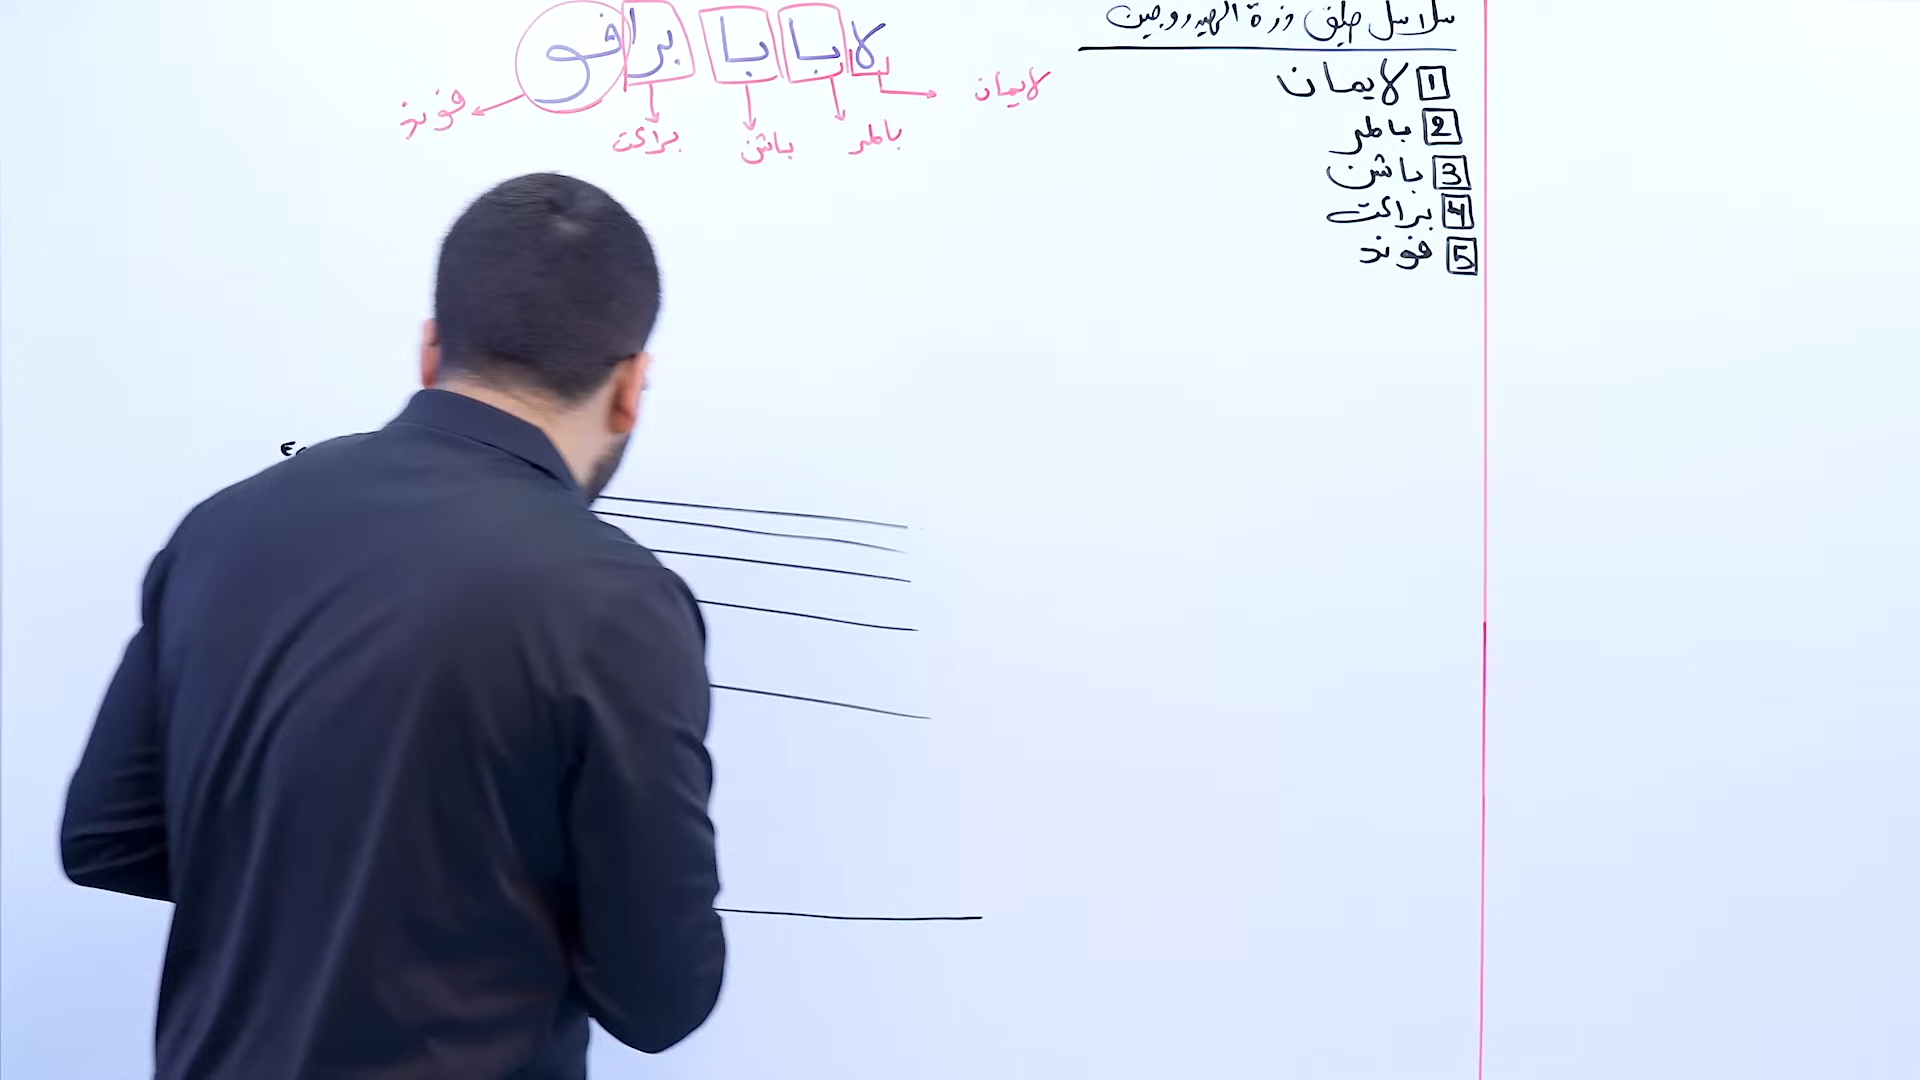 سلاسل طيف ذرة الهيدروجين
1 لايمان
2 بالمر
3 باشن
4 براكت
5 فوند
لا با با برا فو
لايمان
بالمر
باشن
براكت
فوند